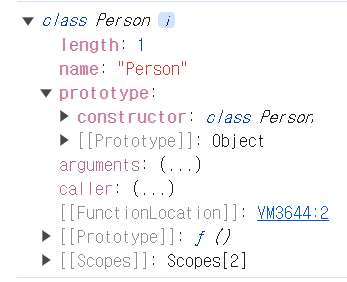 ▼ class Person i
length: 1
name: "Person"
▼ prototype:
▶ constructor: class Person
▶ [[Prototype]]: Object
arguments: (...)
caller: (...)
[[FunctionLocation]]: VM3644:2
▶ [[Prototype]]: ƒ ()
▶ [[Scopes]]: Scopes[2]